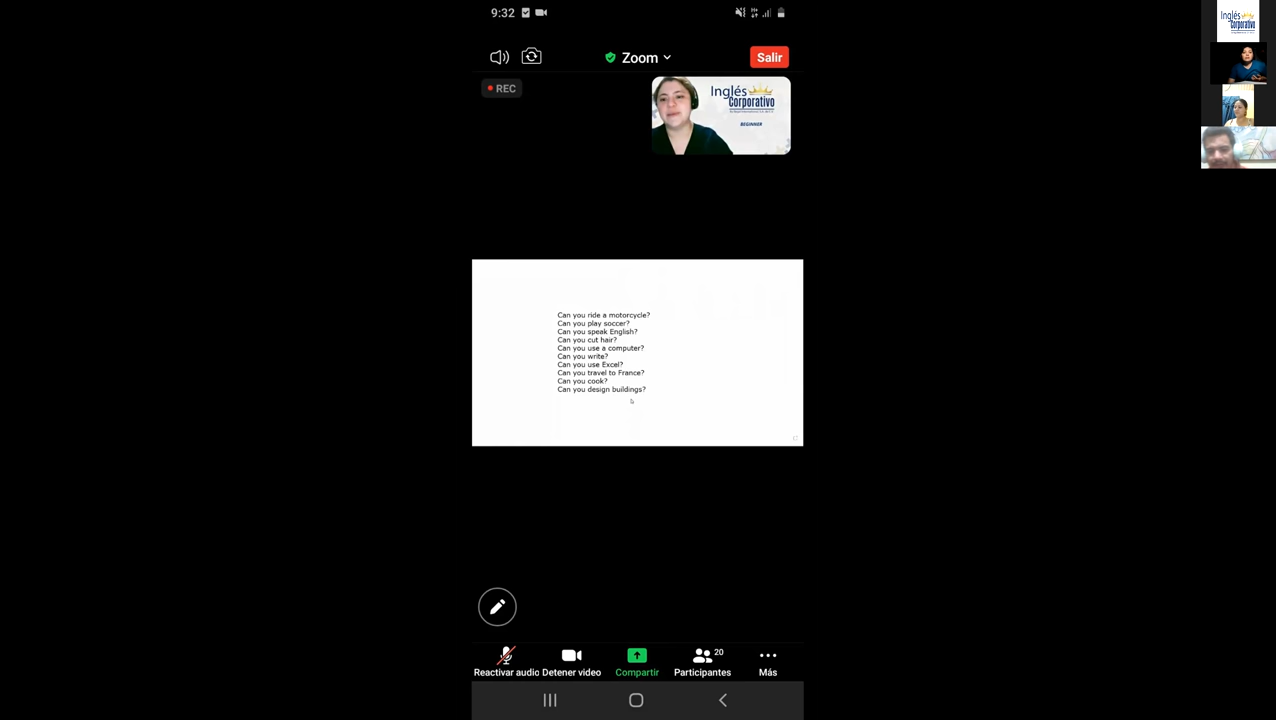 9:32
Zoom
Salir
REC
Inglés
Corporativo
BEGINNER
Can you ride a motorcycle?
Can you play soccer?
Can you speak English?
Can you cut hair?
Can you use a computer?
Can you write?
Can you use Excel?
Can you travel to France?
Can you cook?
Can you design buildings?
Reactivar audio
Detener video
Compartir
20
Participantes
Más
Inglés
Corporativo